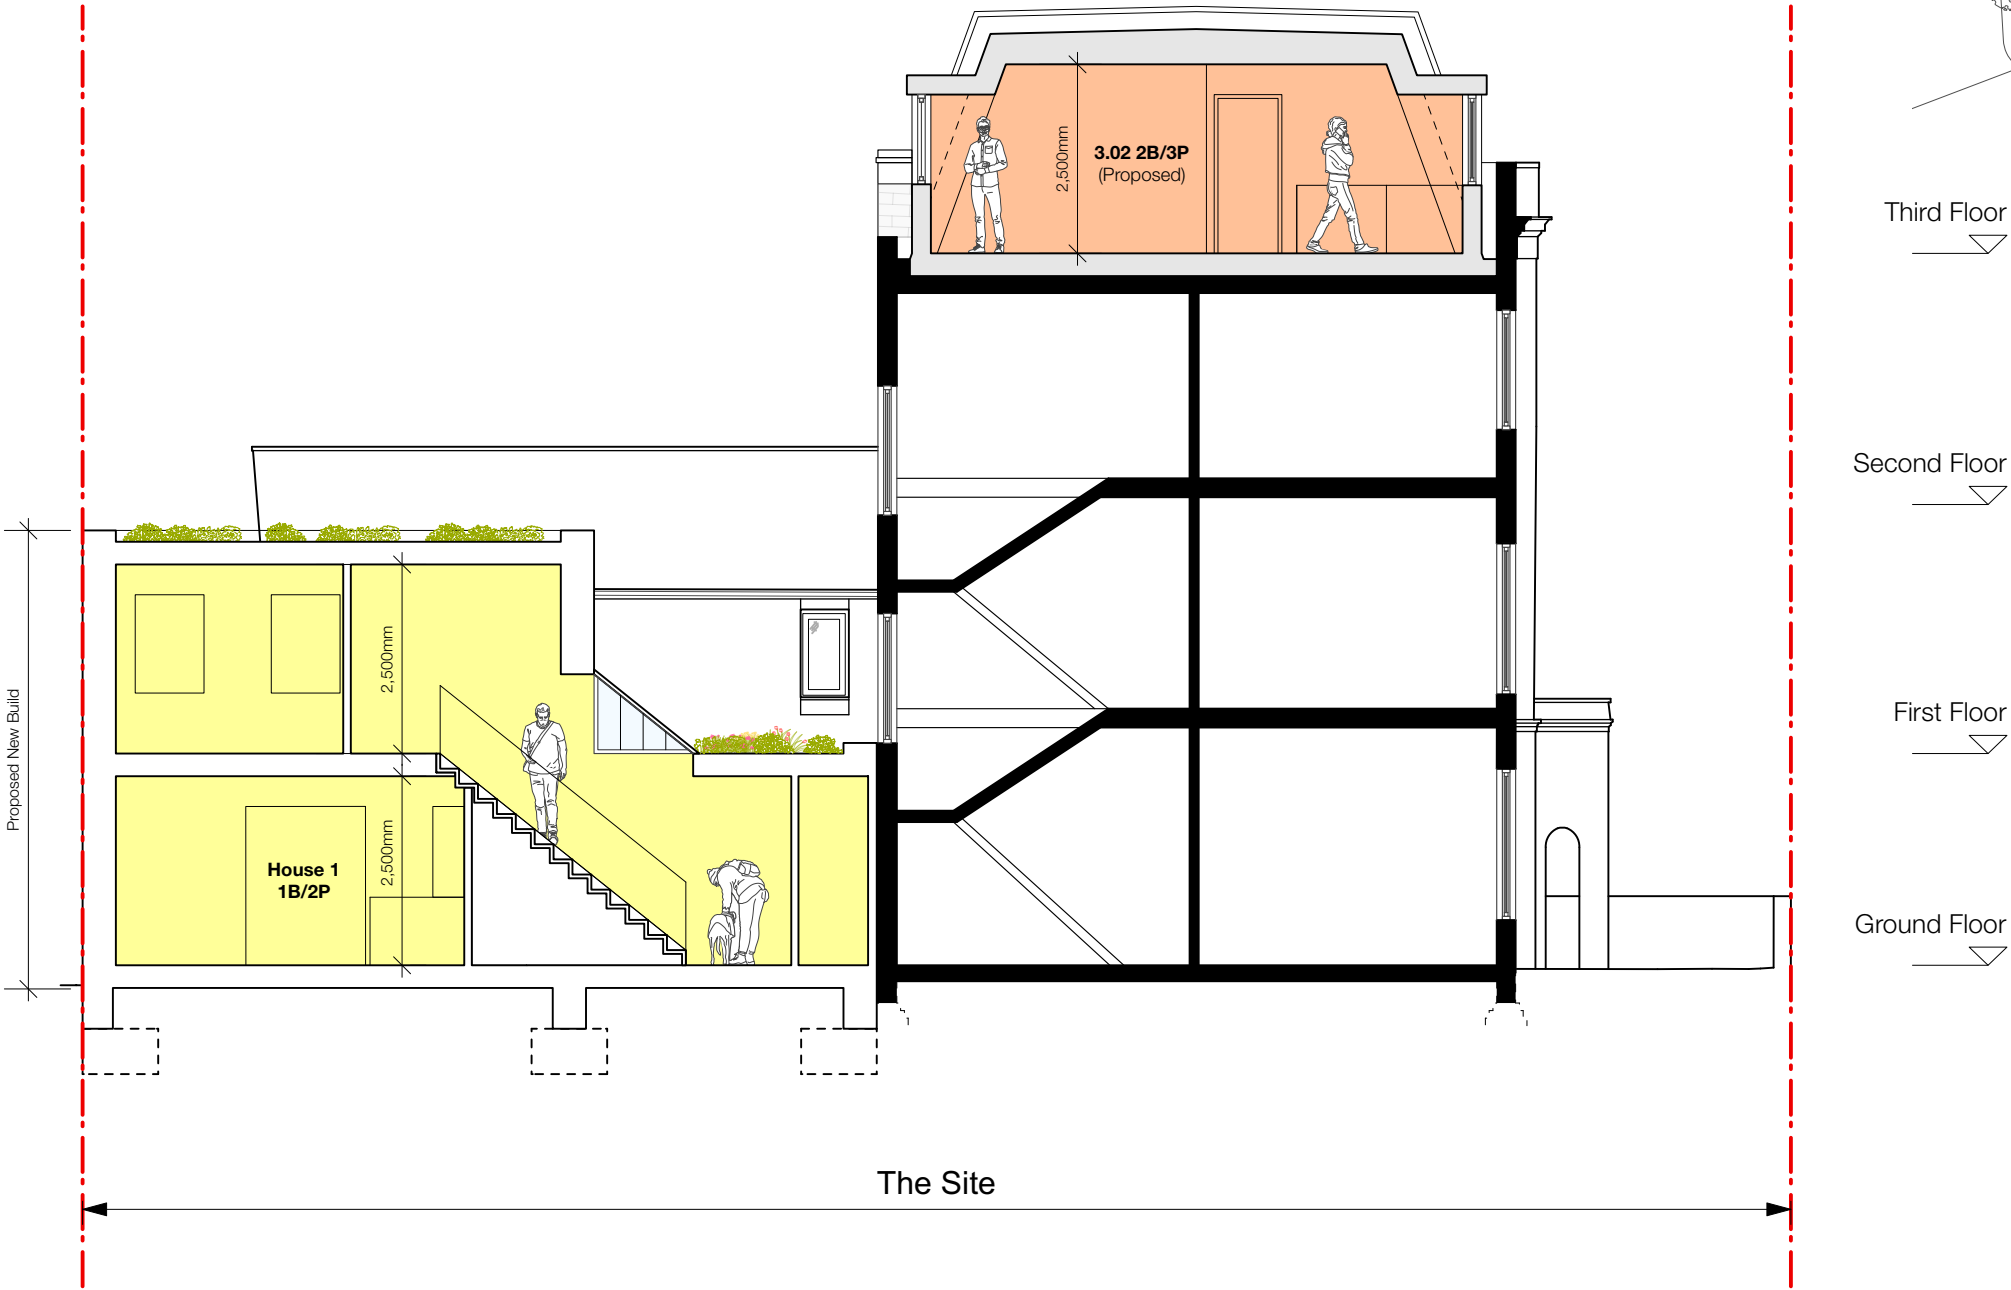 2,500mm
3.02 2B/3P
(Proposed)
Third Floor
Second Floor
2,500mm
First Floor
Proposed New Build
2,500mm
House 1
1B/2P
Ground Floor
The Site